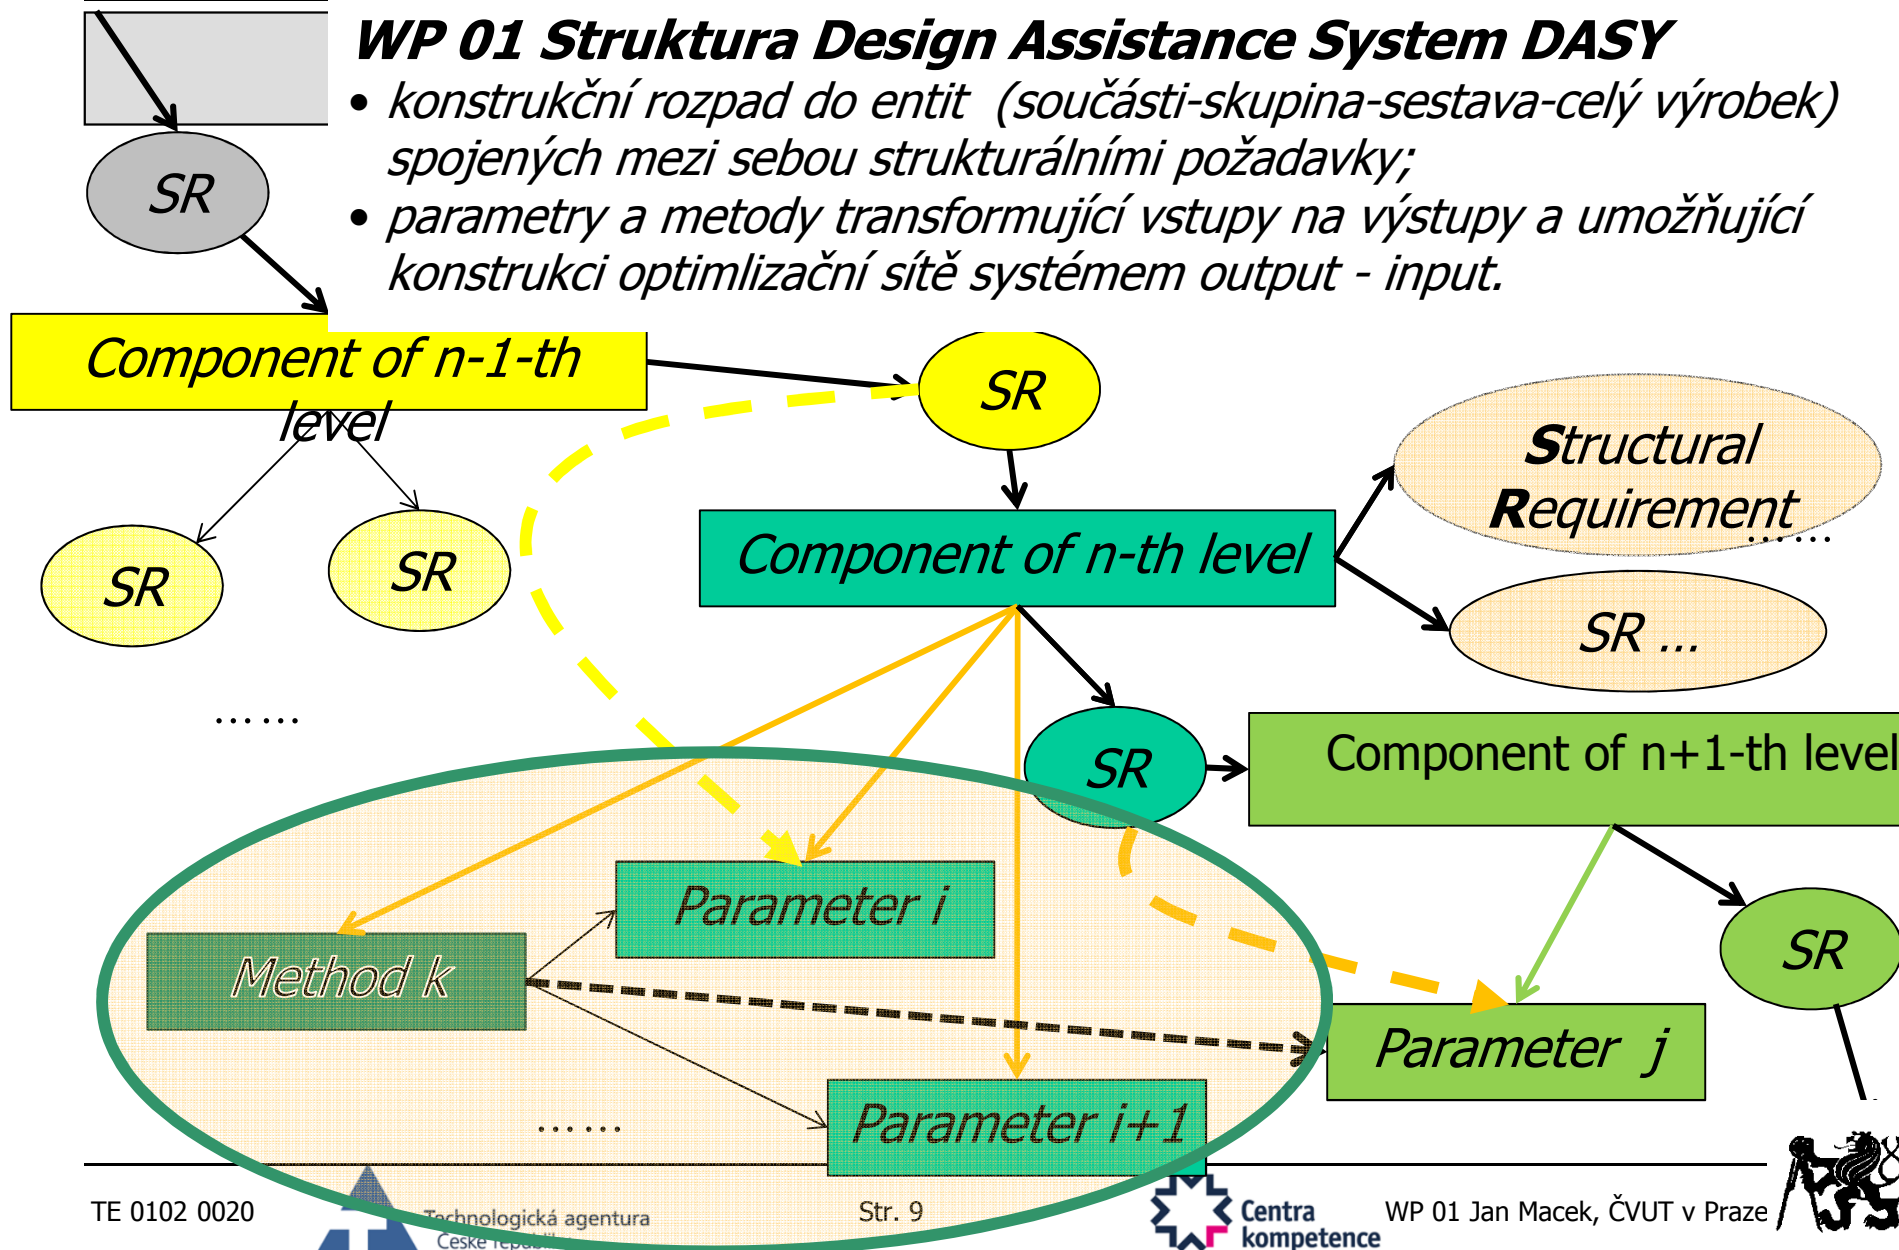 WP 01 Struktura Design Assistance System DASY
• konstrukční rozpad do entit (součásti-skupina-sestava-celý výrobek)
spojených mezi sebou strukturálními požadavky;
• parametry a metody transformující vstupy na výstupy a umožňující
konstrukci optimlizační sítě systémem output - input.
SR
Component of n-1-th
level
SR
Structural
Requirement
......
Component of n-th level
SR
SR
SR ...
......
SR
Component of n+1-th level
Parameter i
Method k
SR
Parameter j
Parameter i+1
......
TE 0102 0020
Technologická agentura
České republiky
Str. 9
Centra
kompetence
WP 01 Jan Macek, ČVUT v Praze